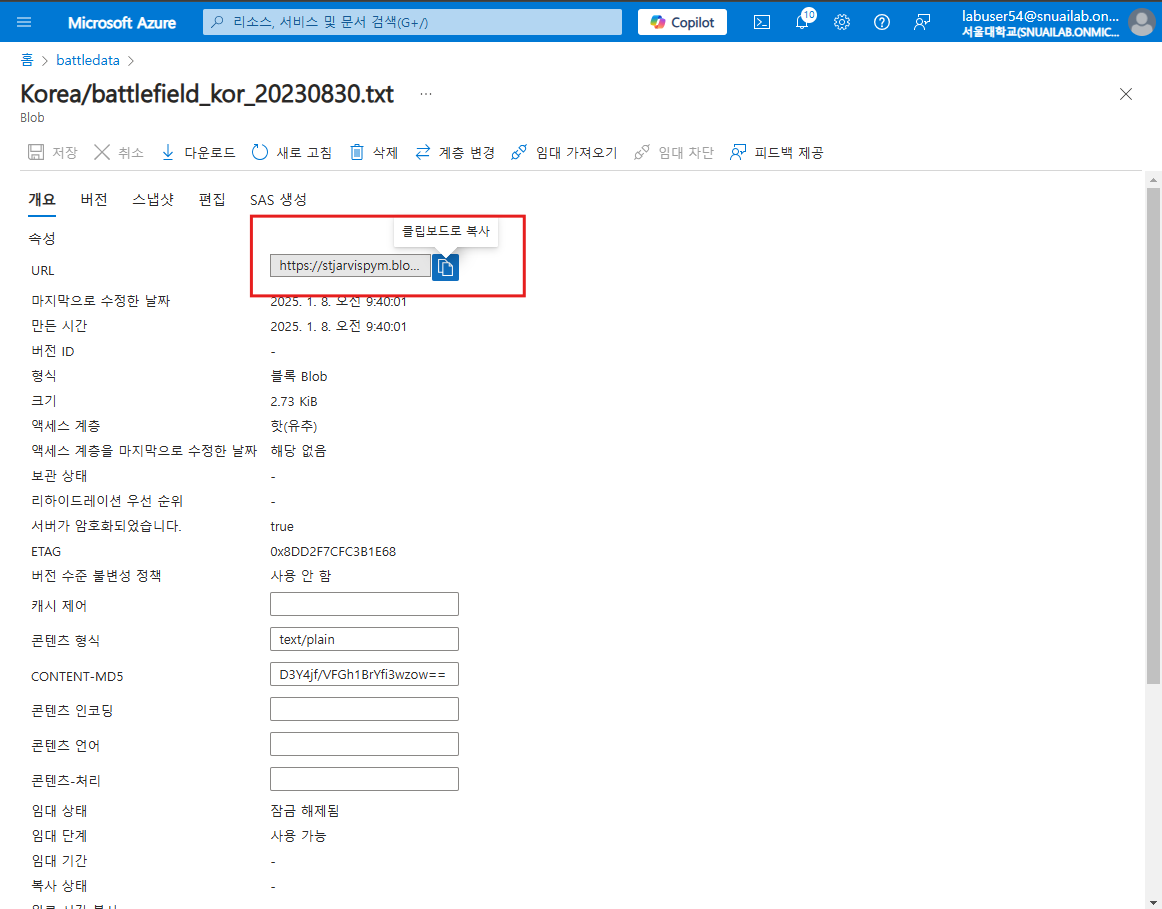 Microsoft Azure
리소스, 서비스 및 문서 검색(G+/)
Copilot
10
labuser54@snuailab.on...
서울대학교(SNUAILAB.ONMIC...
홈 > battledata >
Korea/battlefield_kor_20230830.txt ...
Blob
저장 취소 다운로드 새로 고침 삭제 계층 변경 임대 가져오기 임대 차단 피드백 제공
개요 버전 스냅샷 편집 SAS 생성
속성
클립보드로 복사
URL https://stjarvispym.blo...
마지막으로 수정한 날짜 2025. 1. 8. 오전 9:40:01
만든 시간 2025. 1. 8. 오전 9:40:01
버전 ID -
형식 블록 Blob
크기 2.73 KiB
액세스 계층 핫(유추)
액세스 계층을 마지막으로 수정한 날짜 해당 없음
보관 상태 -
리하이드레이션 우선 순위 -
서버가 암호화되었습니다. true
ETAG 0x8DD2F7CFC3B1E68
버전 수준 불변성 정책 사용 안 함
캐시 제어
콘텐츠 형식 text/plain
CONTENT-MD5 D3Y4jf/VFGh1BrYfi3wzow==
콘텐츠 인코딩
콘텐츠 언어
콘텐츠-처리
임대 상태 잠금 해제됨
임대 단계 사용 가능
임대 기간 -
복사 상태 -